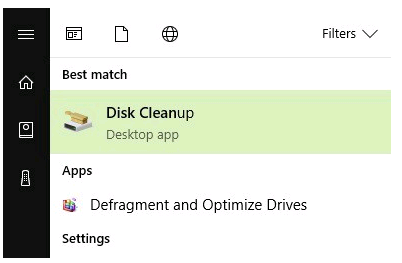 Filters
Best match
Disk Cleanup
Desktop app
Apps
Defragment and Optimize Drives
Settings